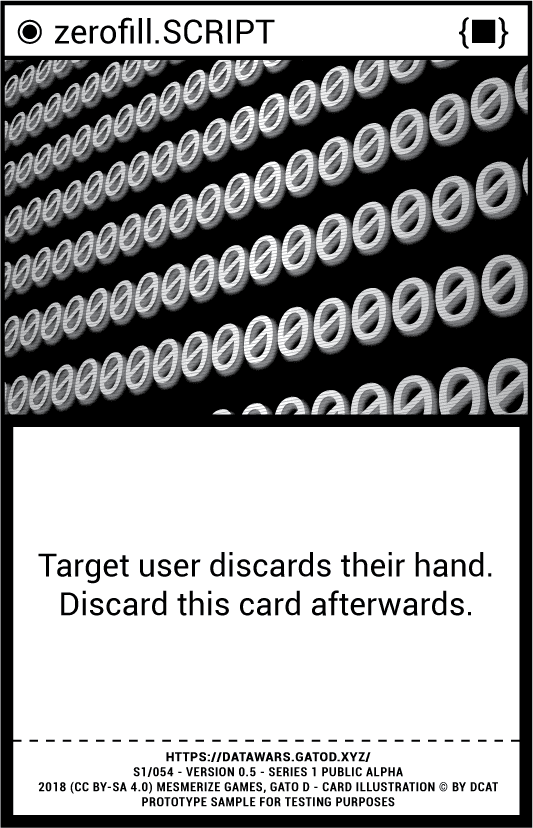 zerofill.SCRIPT {■}
Target user discards their hand.
Discard this card afterwards.
HTTPS://DATAWARS.GATOD.XYZ/
S1/054 - VERSION 0.5 - SERIES 1 PUBLIC ALPHA
2018 (CC BY-SA 4.0) MESMERIZE GAMES, GATO D - CARD ILLUSTRATION © BY DCAT
PROTOTYPE SAMPLE FOR TESTING PURPOSES